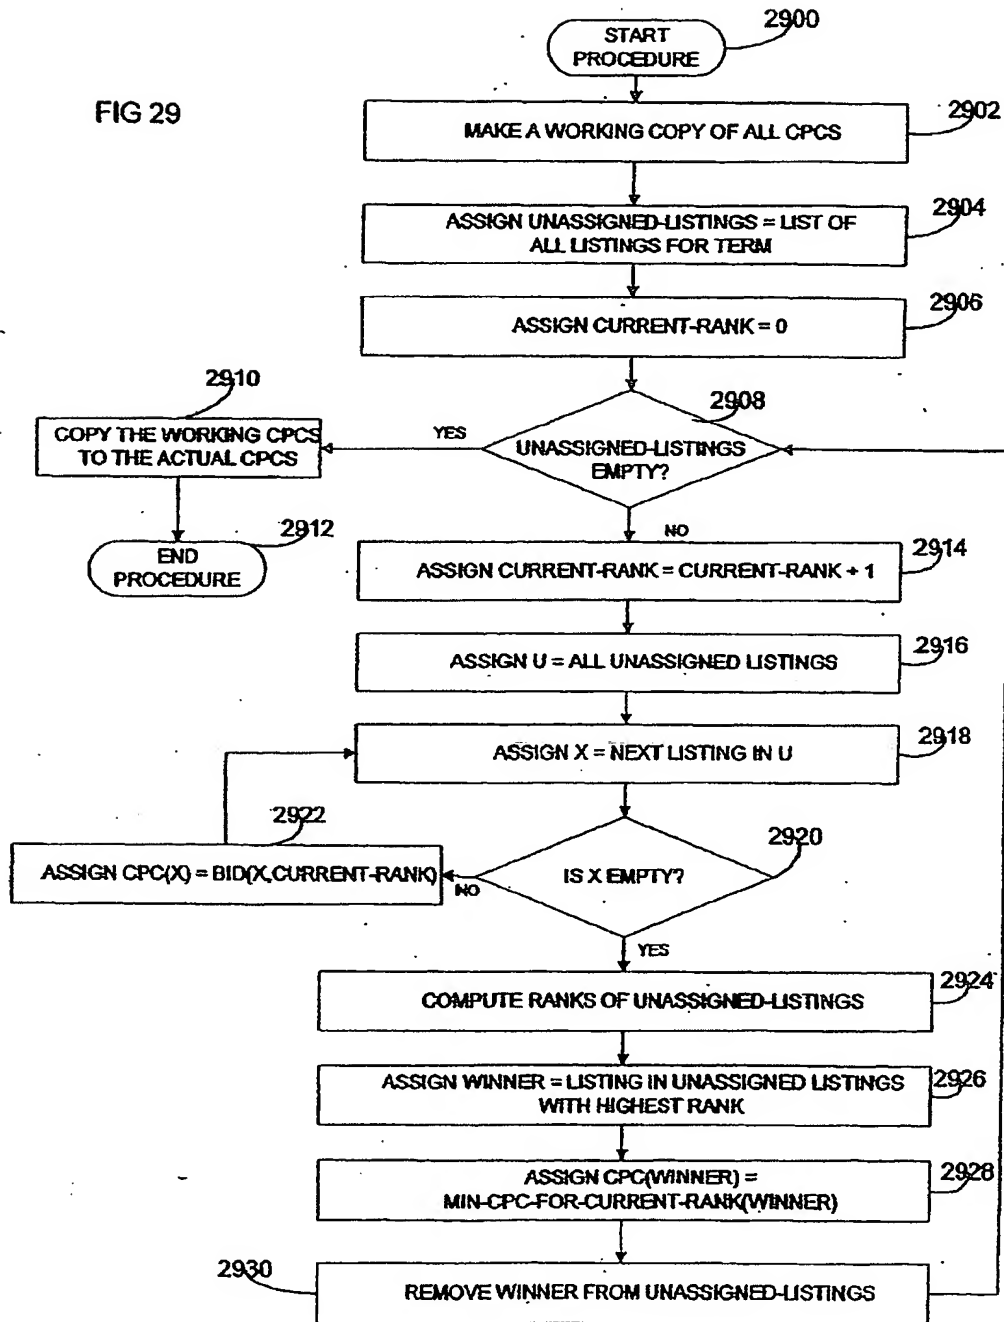 2900
START
PROCEDURE
FIG 29
2902
MAKE A WORKING COPY OF ALL CPCS
2904
ASSIGN UNASSIGNED-LISTINGS = LIST OF
ALL LISTINGS FOR TERM
2906
ASSIGN CURRENT-RANK = 0
2910
2908
COPY THE WORKING CPCS
TO THE ACTUAL CPCS
YES
UNASSIGNED-LISTINGS
EMPTY?
2912
END
PROCEDURE
NO
2914
ASSIGN CURRENT-RANK = CURRENT-RANK + 1
2916
ASSIGN U = ALL UNASSIGNED LISTINGS
2918
ASSIGN X = NEXT LISTING IN U
2922
2920
ASSIGN CPC(X) = BID(X,CURRENT-RANK)
NO
IS X EMPTY?
YES
2924
COMPUTE RANKS OF UNASSIGNED-LISTINGS
2926
ASSIGN WINNER = LISTING IN UNASSIGNED LISTINGS
WITH HIGHEST RANK
2928
ASSIGN CPC(WINNER) =
MIN-CPC-FOR-CURRENT-RANK(WINNER)
2930
REMOVE WINNER FROM UNASSIGNED-LISTINGS